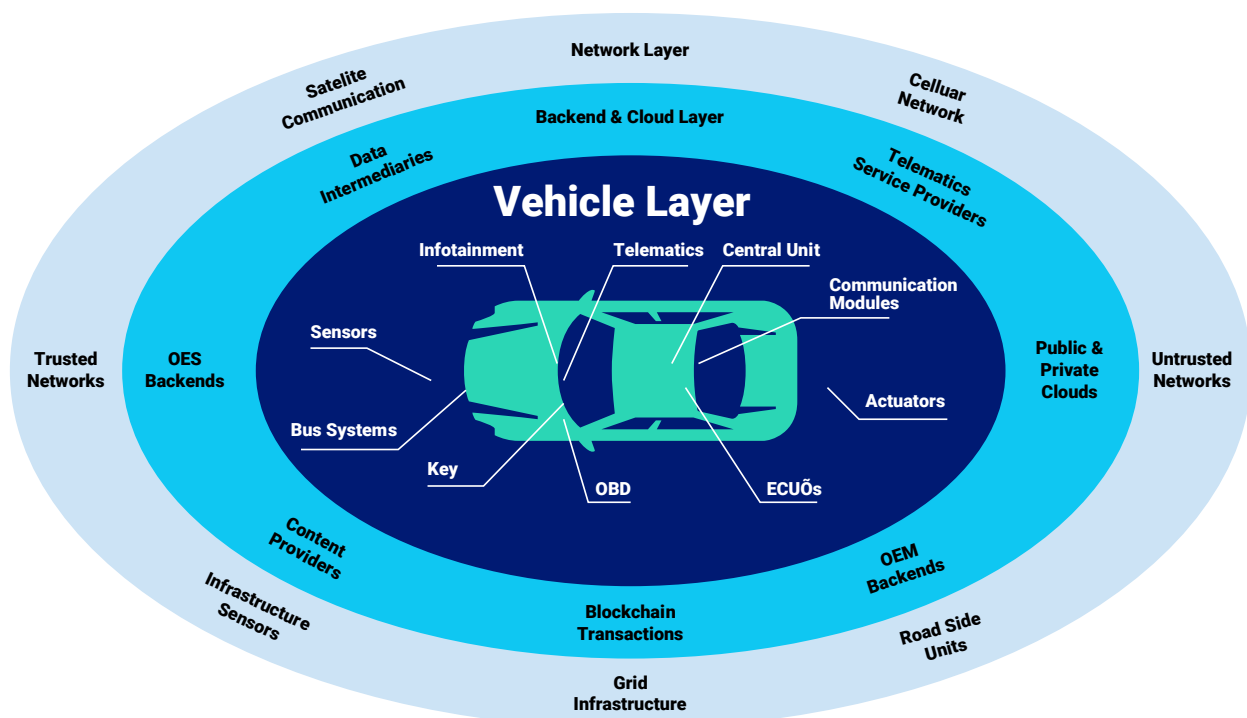 Network Layer
Satelite
Communication
Celluar
Network
Backend & Cloud Layer
Data
Intermediaries
Telematics
Service Providers
Vehicle Layer
Infotainment
Telematics
Central Unit
Communication
Modules
Sensors
Trusted
Networks
OES
Backends
Public &
Private
Clouds
Untrusted
Networks
Actuators
Bus Systems
Key
OBD
ECUÕs
Content
Providers
OEM
Backends
Infrastructure
Sensors
Blockchain
Transactions
Road Side
Units
Grid
Infrastructure